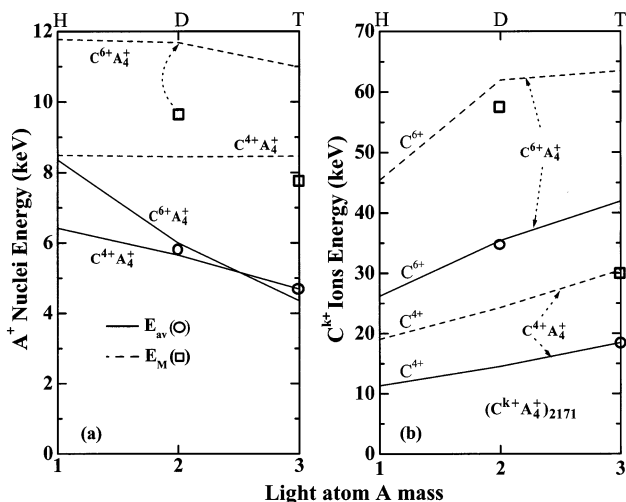 H D T H D T
12 70
C⁶⁺A₄⁺
10 60
C⁶⁺
C⁴⁺A₄⁺ C⁶⁺A₄⁺
8 50
C⁶⁺A₄⁺
6 40
C⁴⁺A₄⁺ C⁶⁺
4 30
C⁴⁺
E_av(○) C⁴⁺A₄⁺
E_M(□) 20
2 C⁴⁺
10 (C^{k+}A₄⁺)₂₁₇₁
(a) (b)
0 0
1 2 3 1 2 3
Light atom A mass
A⁺ Nuclei Energy (keV)
C^{k+} Ions Energy (keV)